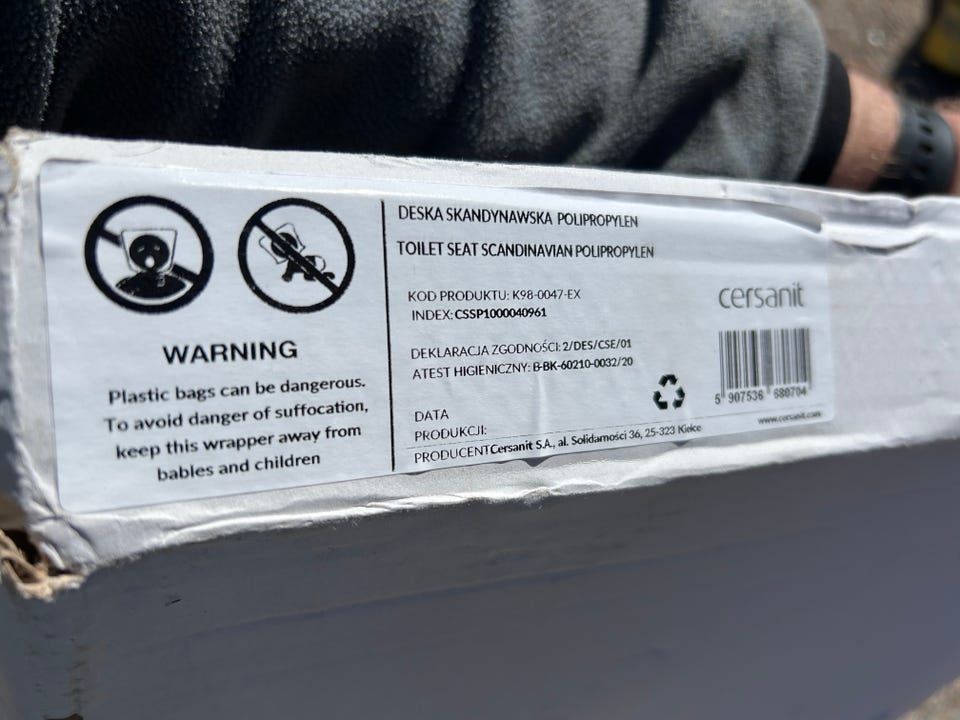 WARNING
Plastic bags can be dangerous.
To avoid danger of suffocation,
keep this wrapper away from
babies and children
DESKA SKANDYNAWSKA POLIPROPYLEN
TOILET SEAT SCANDINAVIAN POLIPROPYLEN
KOD PRODUKTU: K98-0047-EX
INDEX: CSSP1000040961
DEKLARACJA ZGODNOŚCI: 2/DES/CSE/01
ATEST HIGIENICZNY: B-BK-60210-0032/20
DATA
PRODUKCJI:
PRODUCENT Cersanit S.A., al. Solidarności 36, 25-323 Kielce
cersanit
5 907536 680704
www.cersanit.com